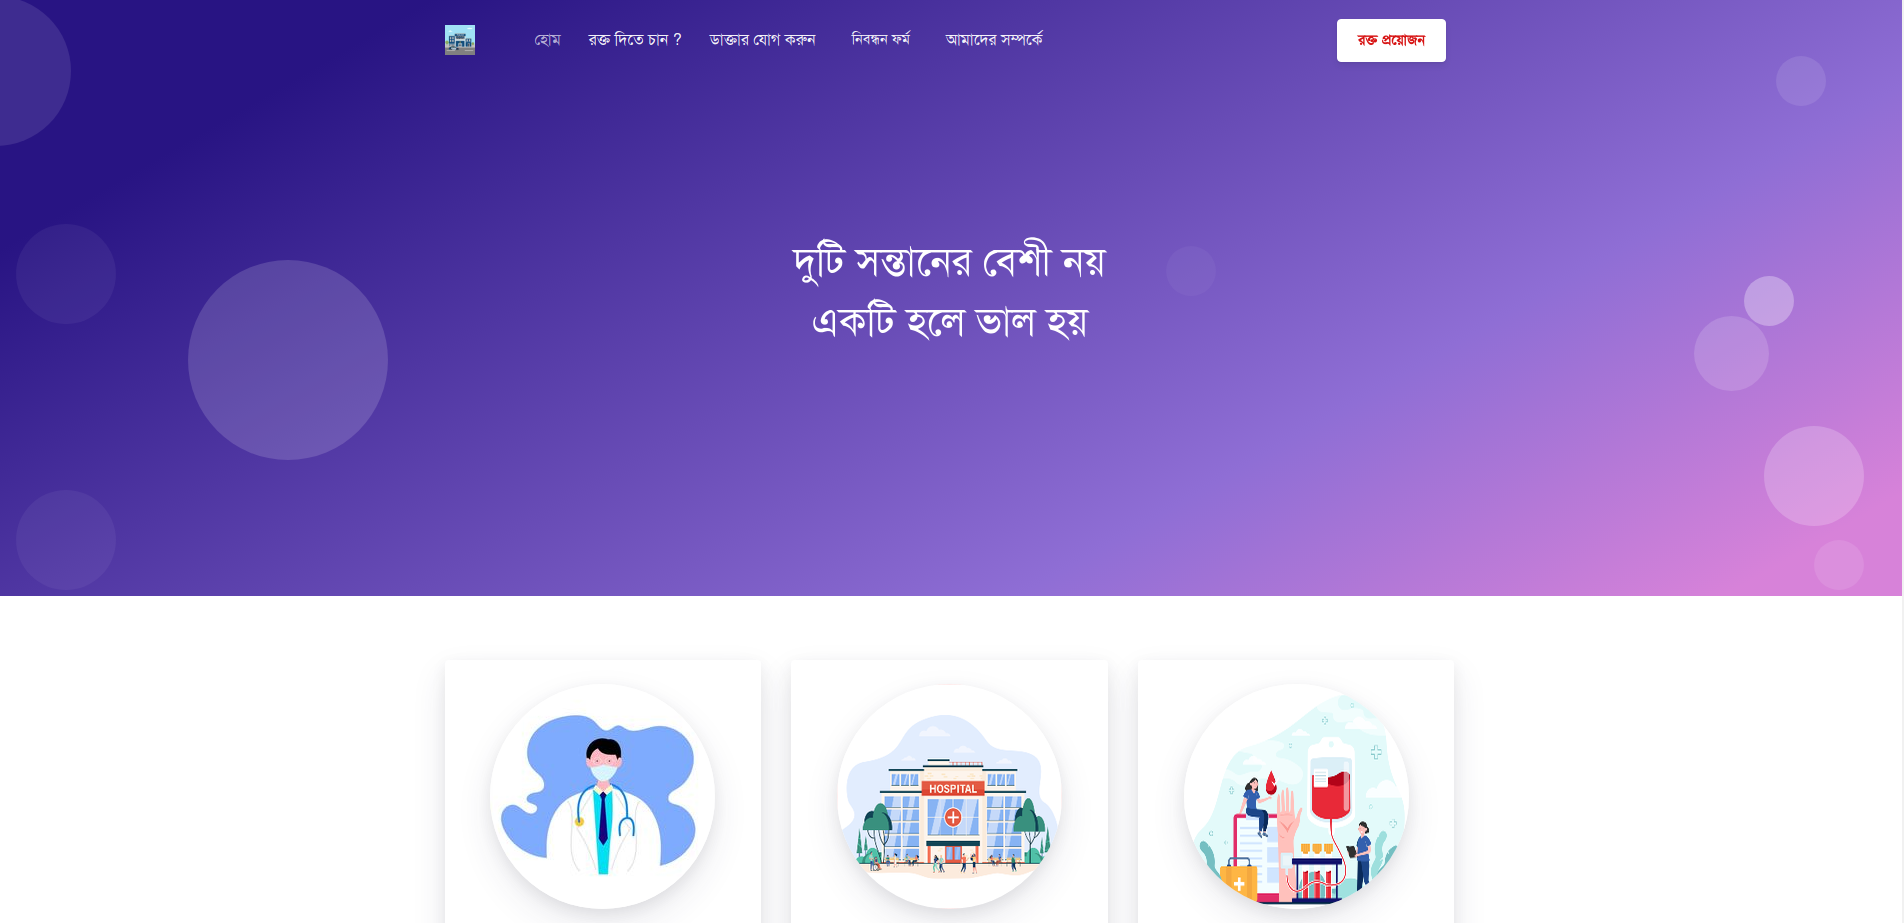 হোম
রক্ত দিতে চান ?
ডাক্তার যোগ করুন
নিবন্ধন ফর্ম
আমাদের সম্পর্কে
রক্ত প্রয়োজন
দুটি সন্তানের বেশী নয়
একটি হলে ভাল হয়
HOSPITAL